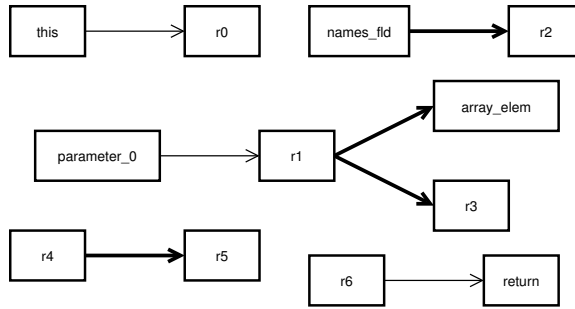 this
r0
names_fld
r2
array_elem
parameter_0
r1
r3
r4
r5
r6
return